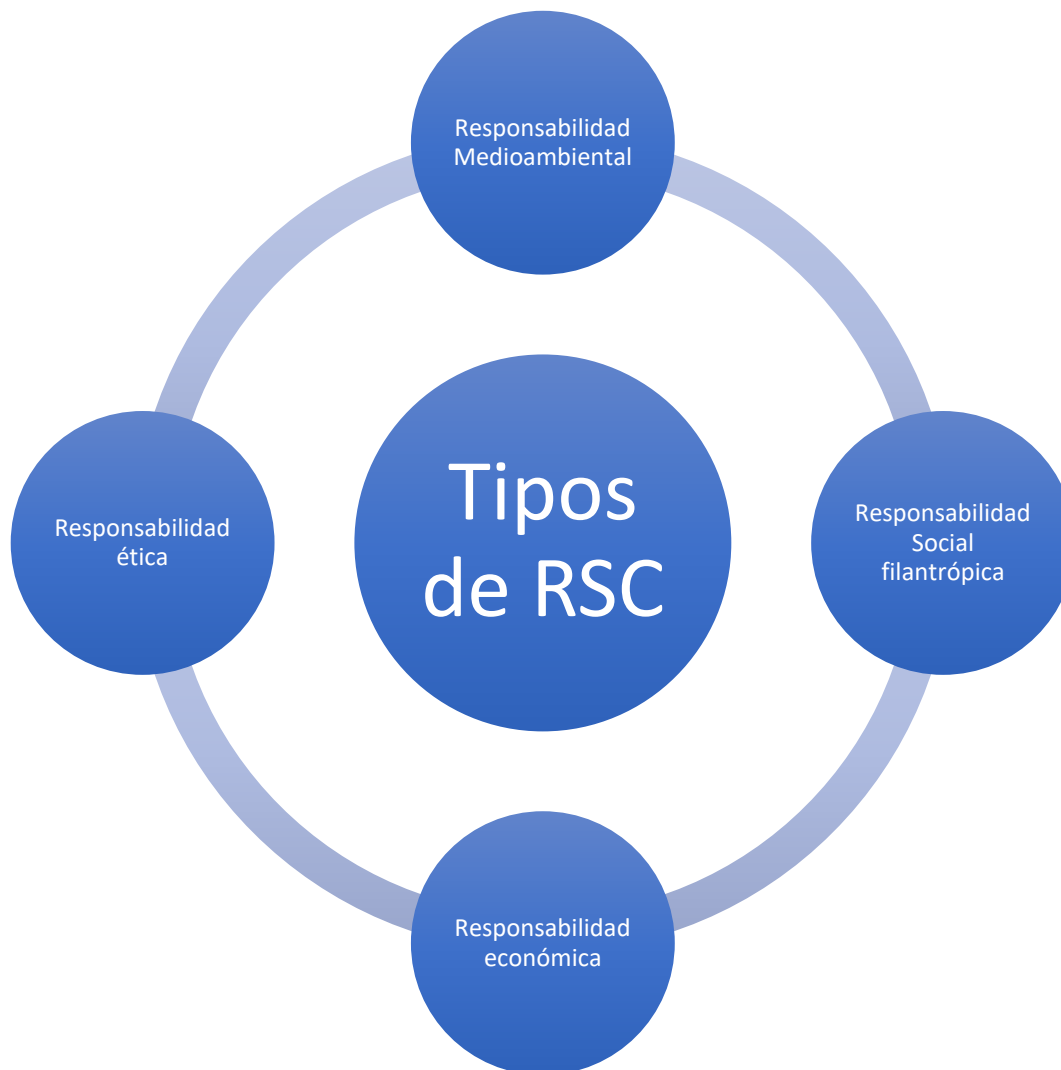 Responsabilidad
Medioambiental
Tipos
de RSC
Responsabilidad
ética
Responsabilidad
Social
filantrópica
Responsabilidad
económica